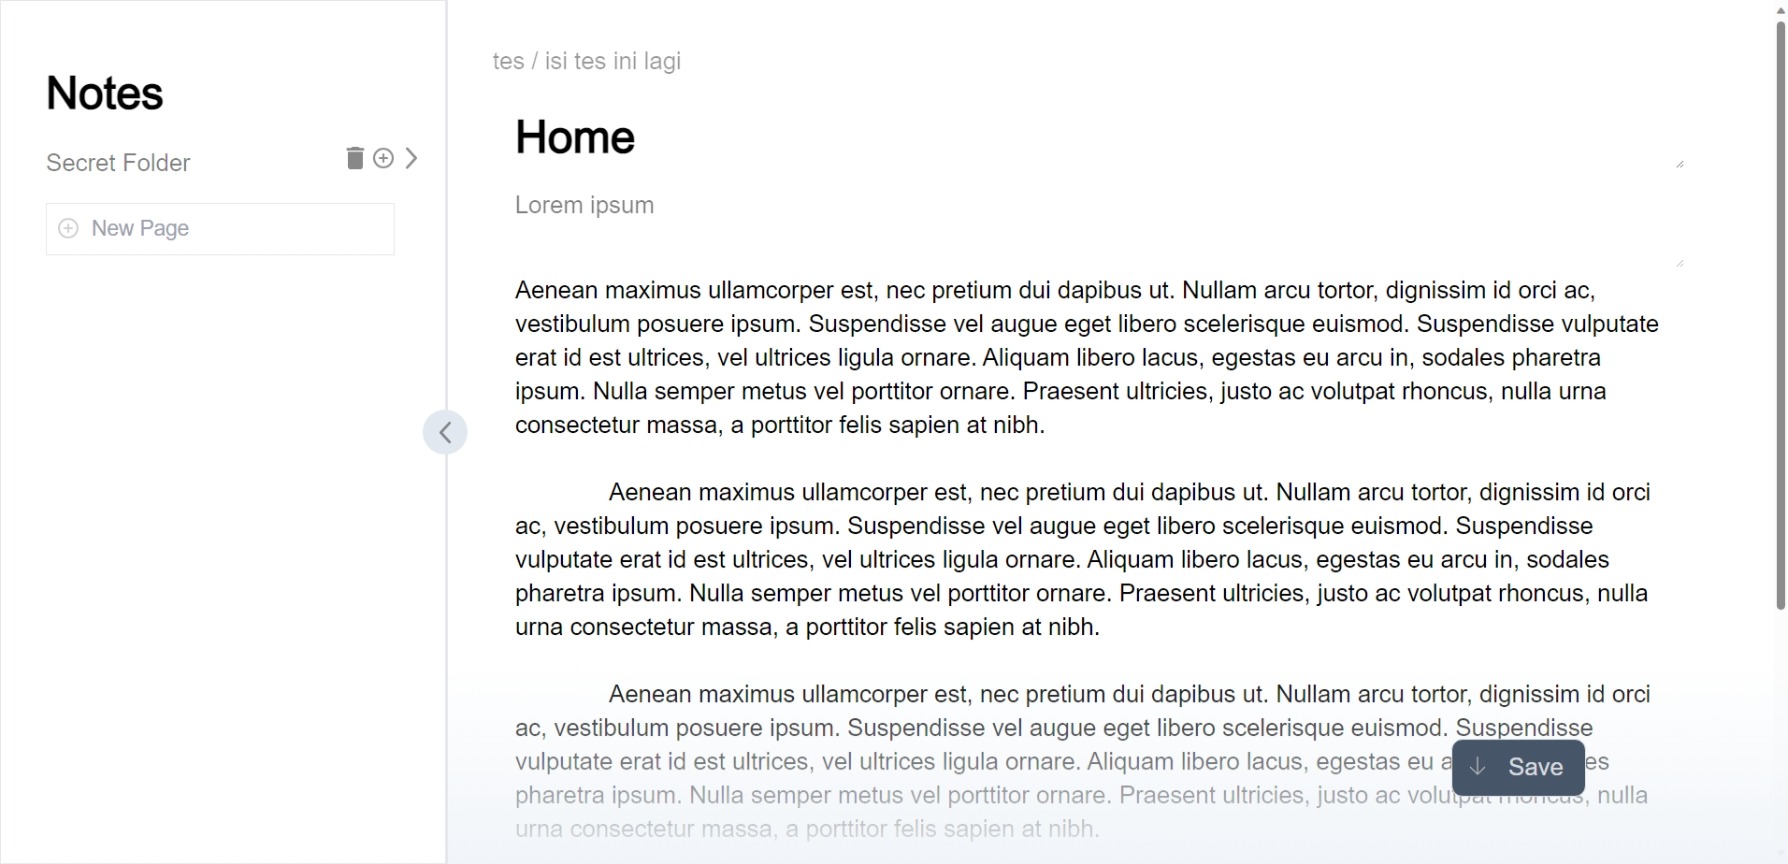 Notes
Secret Folder
New Page
tes / isi tes ini lagi
Home
Lorem ipsum
Aenean maximus ullamcorper est, nec pretium dui dapibus ut. Nullam arcu tortor, dignissim id orci ac,
vestibulum posuere ipsum. Suspendisse vel augue eget libero scelerisque euismod. Suspendisse vulputate
erat id est ultrices, vel ultrices ligula ornare. Aliquam libero lacus, egestas eu arcu in, sodales pharetra
ipsum. Nulla semper metus vel porttitor ornare. Praesent ultricies, justo ac volutpat rhoncus, nulla urna
consectetur massa, a porttitor felis sapien at nibh.
Aenean maximus ullamcorper est, nec pretium dui dapibus ut. Nullam arcu tortor, dignissim id orci
ac, vestibulum posuere ipsum. Suspendisse vel augue eget libero scelerisque euismod. Suspendisse
vulputate erat id est ultrices, vel ultrices ligula ornare. Aliquam libero lacus, egestas eu arcu in, sodales
pharetra ipsum. Nulla semper metus vel porttitor ornare. Praesent ultricies, justo ac volutpat rhoncus, nulla
urna consectetur massa, a porttitor felis sapien at nibh.
Aenean maximus ullamcorper est, nec pretium dui dapibus ut. Nullam arcu tortor, dignissim id orci
ac, vestibulum posuere ipsum. Suspendisse vel augue eget libero scelerisque euismod. Suspendisse
vulputate erat id est ultrices, vel ultrices ligula ornare. Aliquam libero lacus, egestas eu
pharetra ipsum. Nulla semper metus vel porttitor ornare. Praesent ultricies, justo ac volutpat rhoncus, nulla
urna consectetur massa, a porttitor felis sapien at nibh.
Save